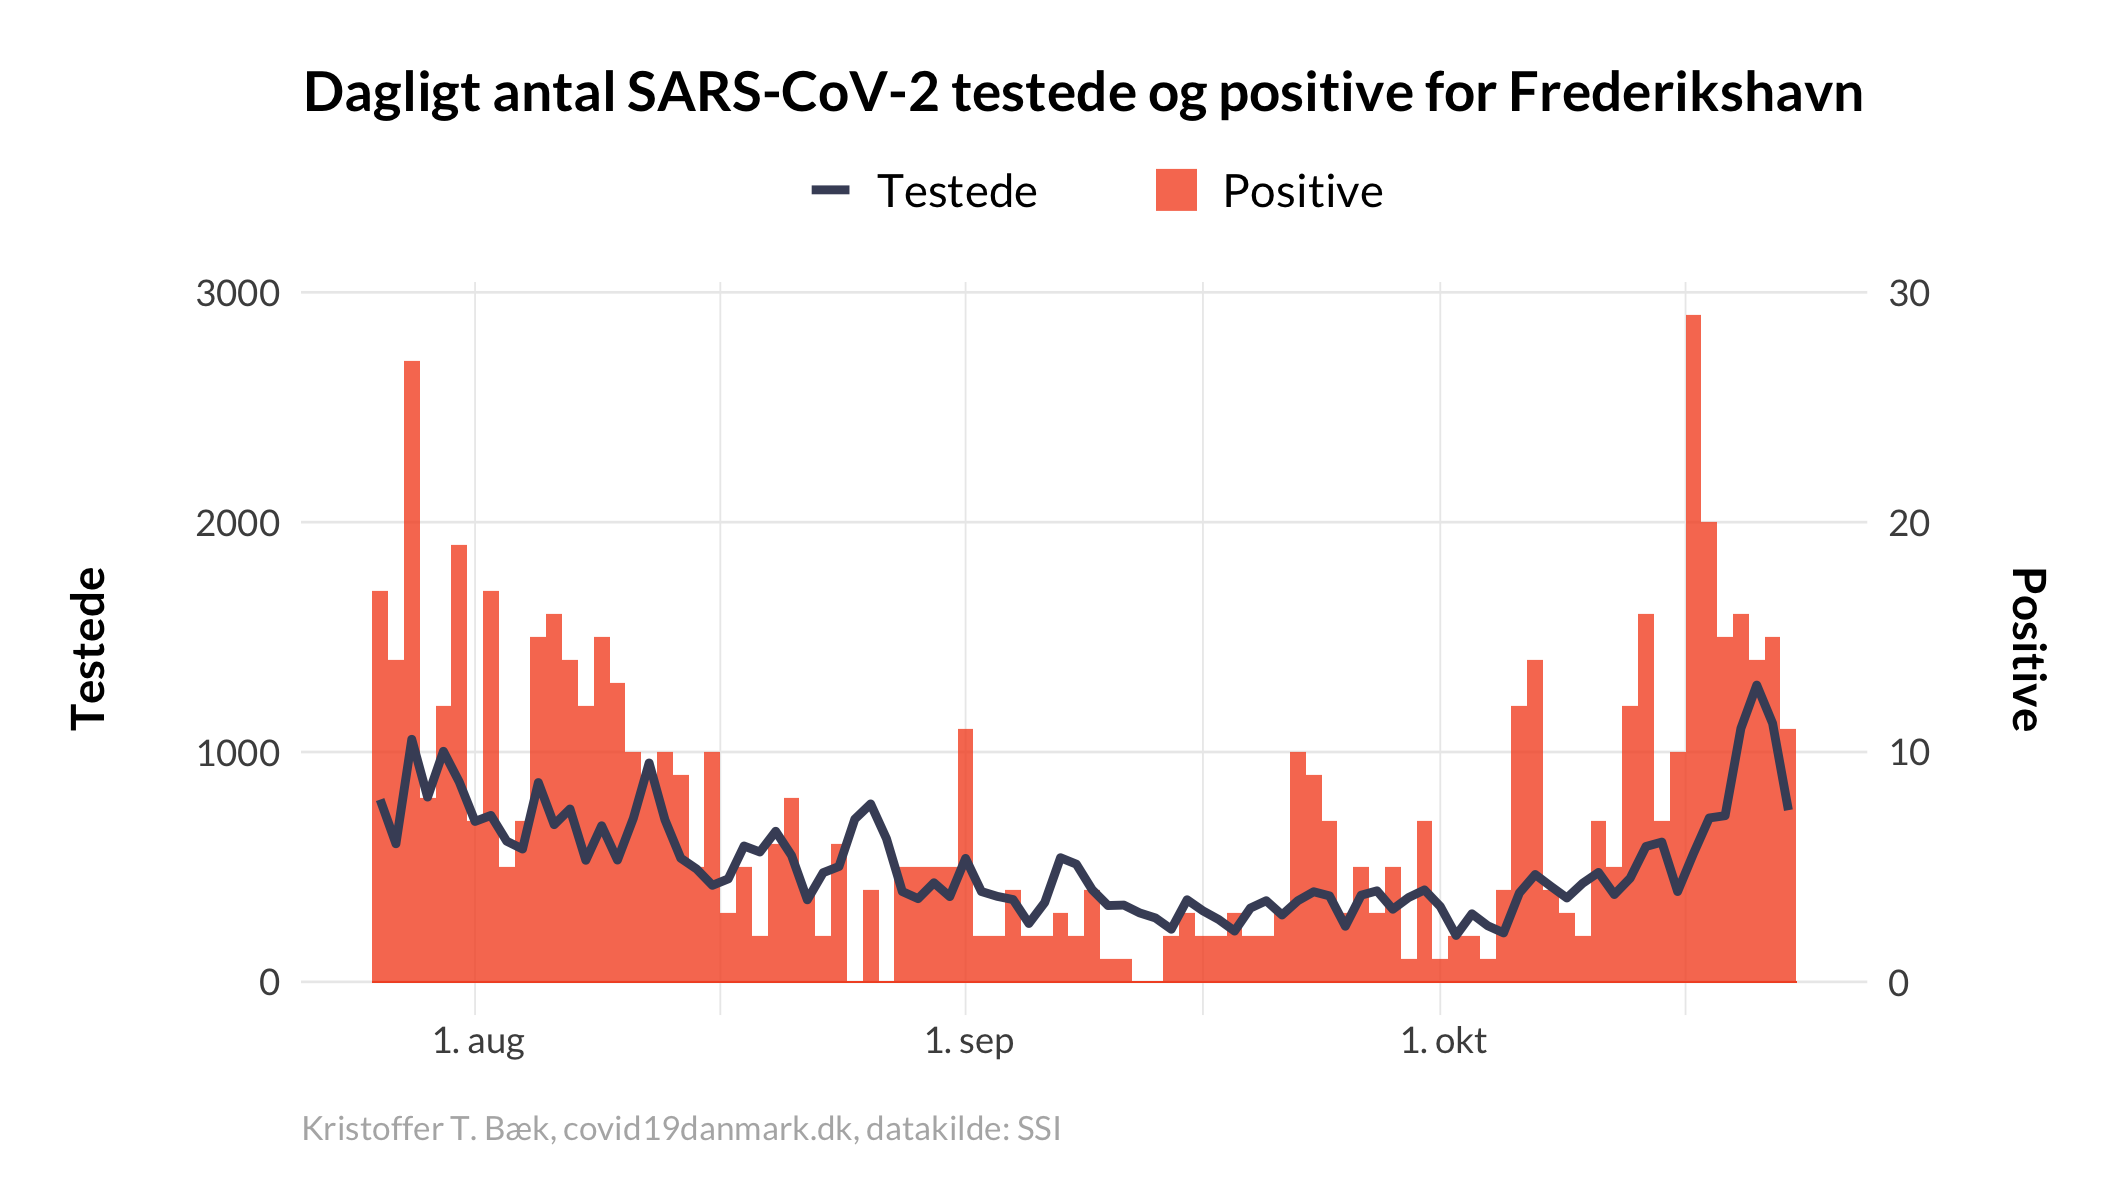 Dagligt antal SARS-CoV-2 testede og positive for Frederikshavn
Testede
Positive
3000
2000
1000
0
30
20
10
0
Testede
Positive
1. aug
1. sep
1. okt
Kristoffer T. Bæk, covid19danmark.dk, datakilde: SSI